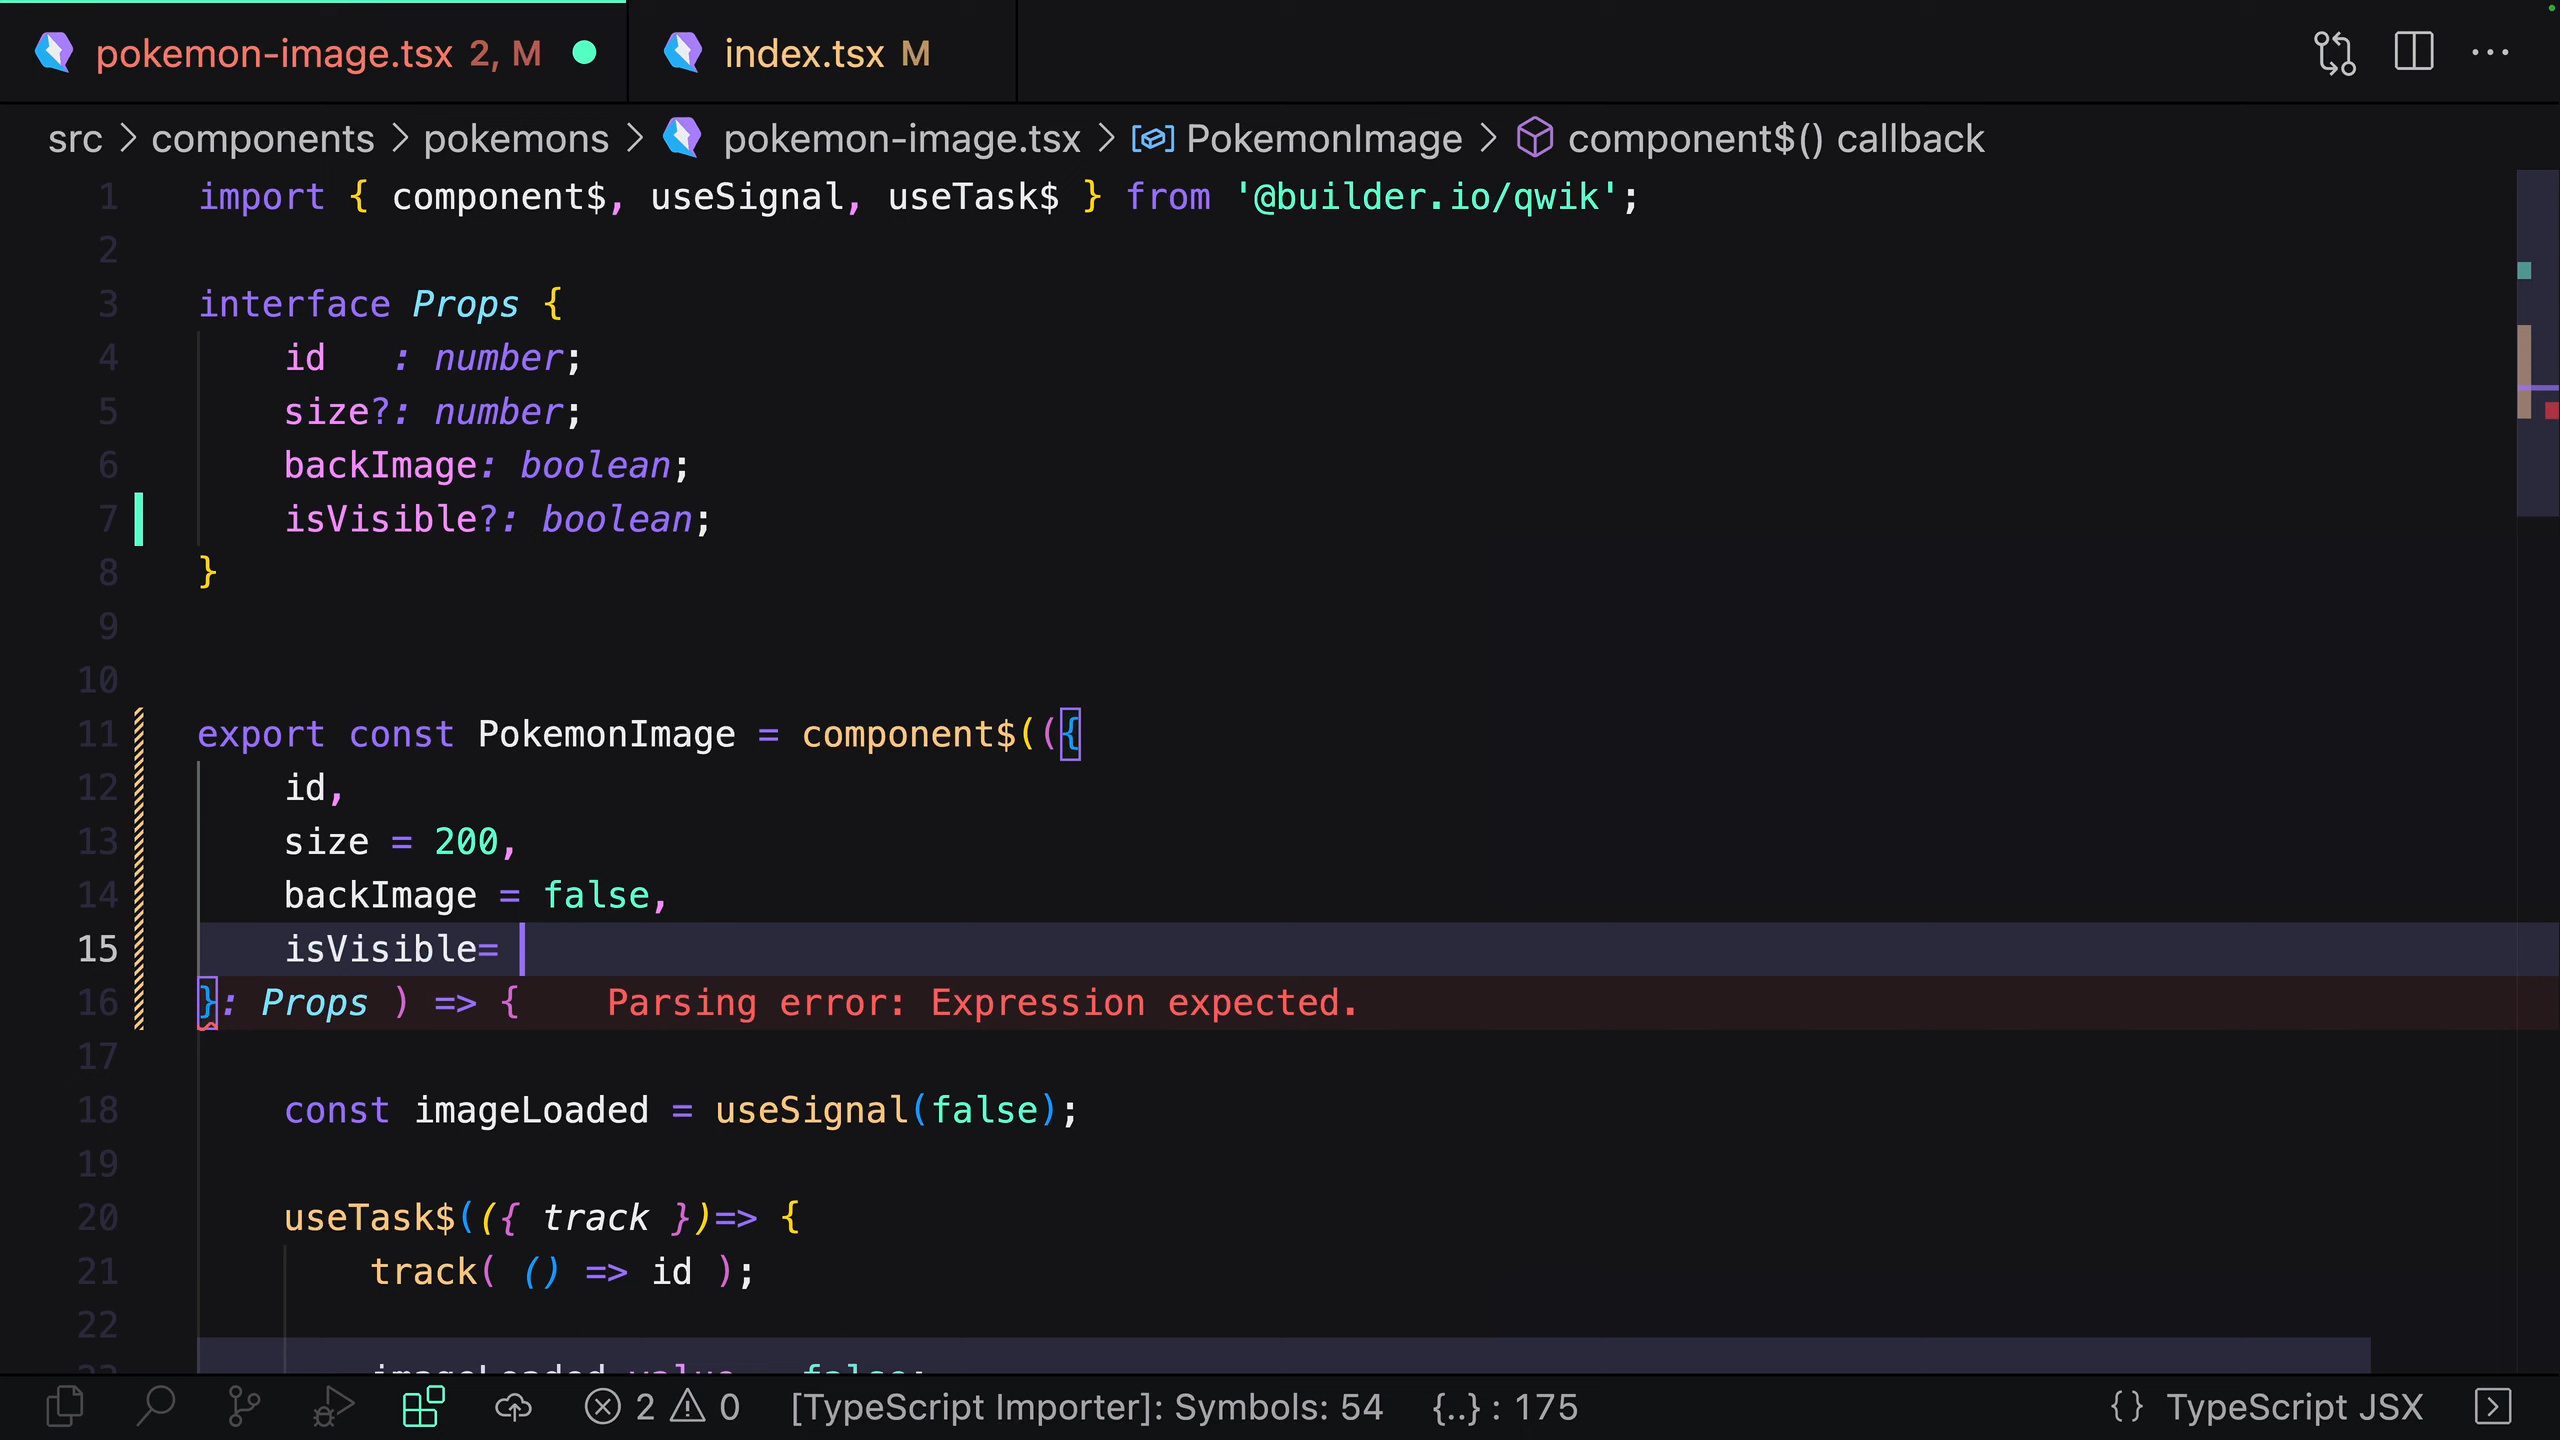 pokemon-image.tsx 2, M index.tsx M
src > components > pokemons > pokemon-image.tsx > PokemonImage > component$() callback
1 import { component$, useSignal, useTask$ } from '@builder.io/qwik';
2
3 interface Props {
4 id : number;
5 size?: number;
6 backImage: boolean;
7 isVisible?: boolean;
8 }
9
10
11 export const PokemonImage = component$(({
12 id,
13 size = 200,
14 backImage = false,
15 isVisible=
16 }: Props ) => { Parsing error: Expression expected.
17
18 const imageLoaded = useSignal(false);
19
20 useTask$(({ track })=> {
21 track( () => id );
22
23 imageLoaded.value = false;
2 0 [TypeScript Importer]: Symbols: 54 {..} : 175 {} TypeScript JSX